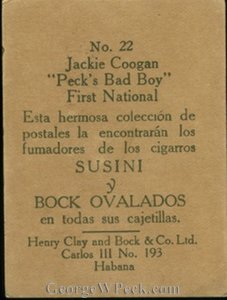 No. 22
Jackie Coogan
"Peck's Bad Boy"
First National
Esta hermosa colección de
postales la encontrarán los
fumadores de los cigarros
SUSINI
y
BOCK OVALADOS
en todas sus cajetillas.
Henry Clay and Bock & Co. Ltd.
Carlos III No. 193
Habana
www.GeorgeWPeck.com